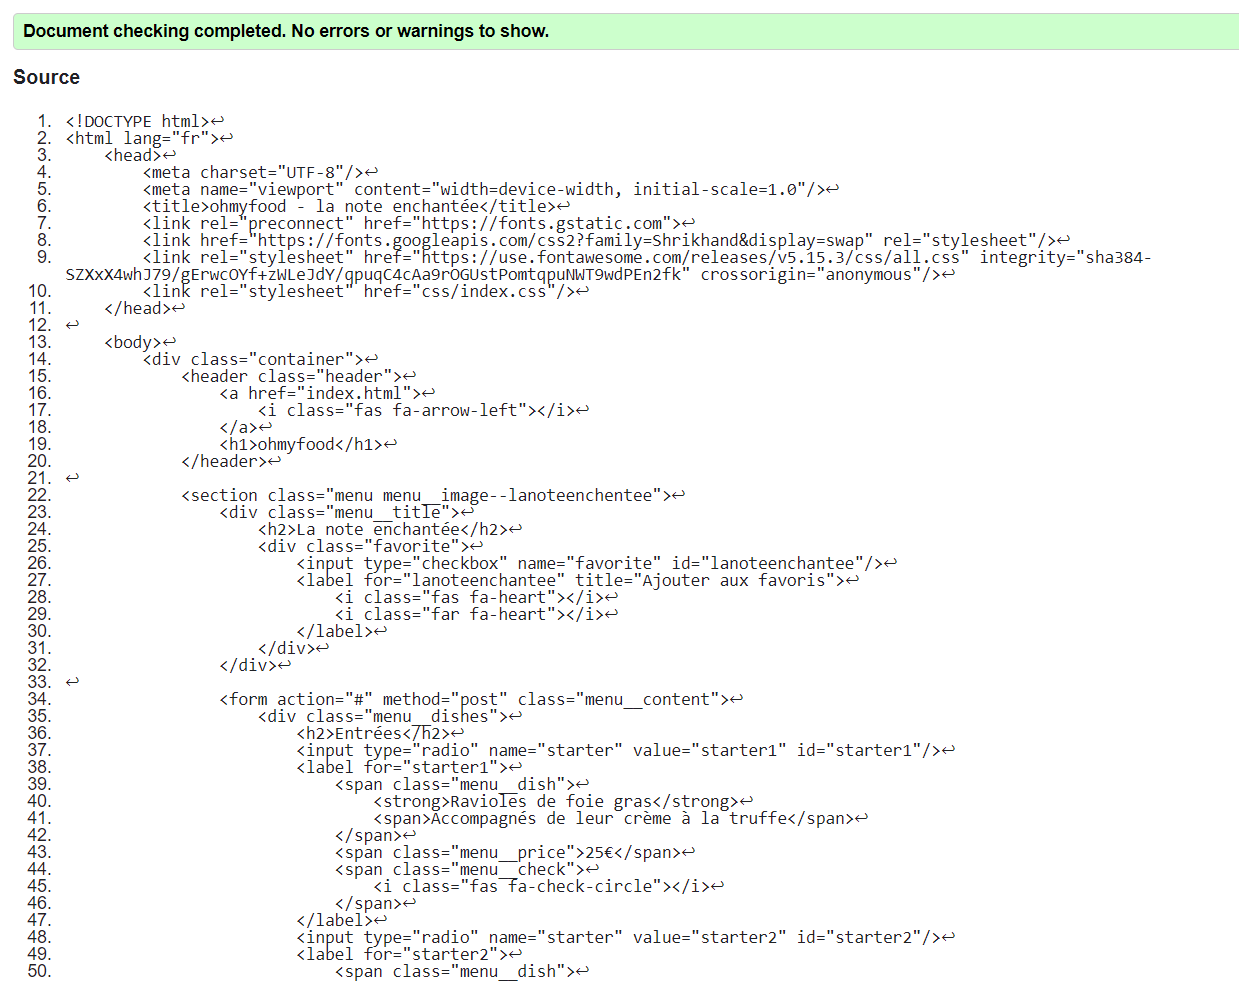 Document checking completed. No errors or warnings to show.
Source
1. <!DOCTYPE html>↩
2. <html lang="fr">↩
3.     <head>↩
4.         <meta charset="UTF-8"/>↩
5.         <meta name="viewport" content="width=device-width, initial-scale=1.0"/>↩
6.         <title>ohmyfood - la note enchantée</title>↩
7.         <link rel="preconnect" href="https://fonts.gstatic.com">↩
8.         <link href="https://fonts.googleapis.com/css2?family=Shrikhand&display=swap" rel="stylesheet"/>↩
9.         <link rel="stylesheet" href="https://use.fontawesome.com/releases/v5.15.3/css/all.css" integrity="sha384-
SZXxX4whJ79/gErwcOYf+zWLeJdY/qpuqC4cAa9rOGUstPomtqpuNWT9wdPEn2fk" crossorigin="anonymous"/>↩
10.         <link rel="stylesheet" href="css/index.css"/>↩
11.     </head>↩
12. ↩
13.     <body>↩
14.         <div class="container">↩
15.             <header class="header">↩
16.                 <a href="index.html">↩
17.                     <i class="fas fa-arrow-left"></i>↩
18.                 </a>↩
19.                 <h1>ohmyfood</h1>↩
20.             </header>↩
21. ↩
22.             <section class="menu menu__image--lanoteenchentee">↩
23.                 <div class="menu__title">↩
24.                     <h2>La note enchantée</h2>↩
25.                     <div class="favorite">↩
26.                         <input type="checkbox" name="favorite" id="lanoteenchantee"/>↩
27.                         <label for="lanoteenchantee" title="Ajouter aux favoris">↩
28.                             <i class="fas fa-heart"></i>↩
29.                             <i class="far fa-heart"></i>↩
30.                         </label>↩
31.                     </div>↩
32.                 </div>↩
33. ↩
34.                 <form action="#" method="post" class="menu__content">↩
35.                     <div class="menu__dishes">↩
36.                         <h2>Entrées</h2>↩
37.                         <input type="radio" name="starter" value="starter1" id="starter1"/>↩
38.                         <label for="starter1">↩
39.                             <span class="menu__dish">↩
40.                                 <strong>Ravioles de foie gras</strong>↩
41.                                 <span>Accompagnés de leur crème à la truffe</span>↩
42.                             </span>↩
43.                             <span class="menu__price">25€</span>↩
44.                             <span class="menu__check">↩
45.                                 <i class="fas fa-check-circle"></i>↩
46.                             </span>↩
47.                         </label>↩
48.                         <input type="radio" name="starter" value="starter2" id="starter2"/>↩
49.                         <label for="starter2">↩
50.                             <span class="menu__dish">↩